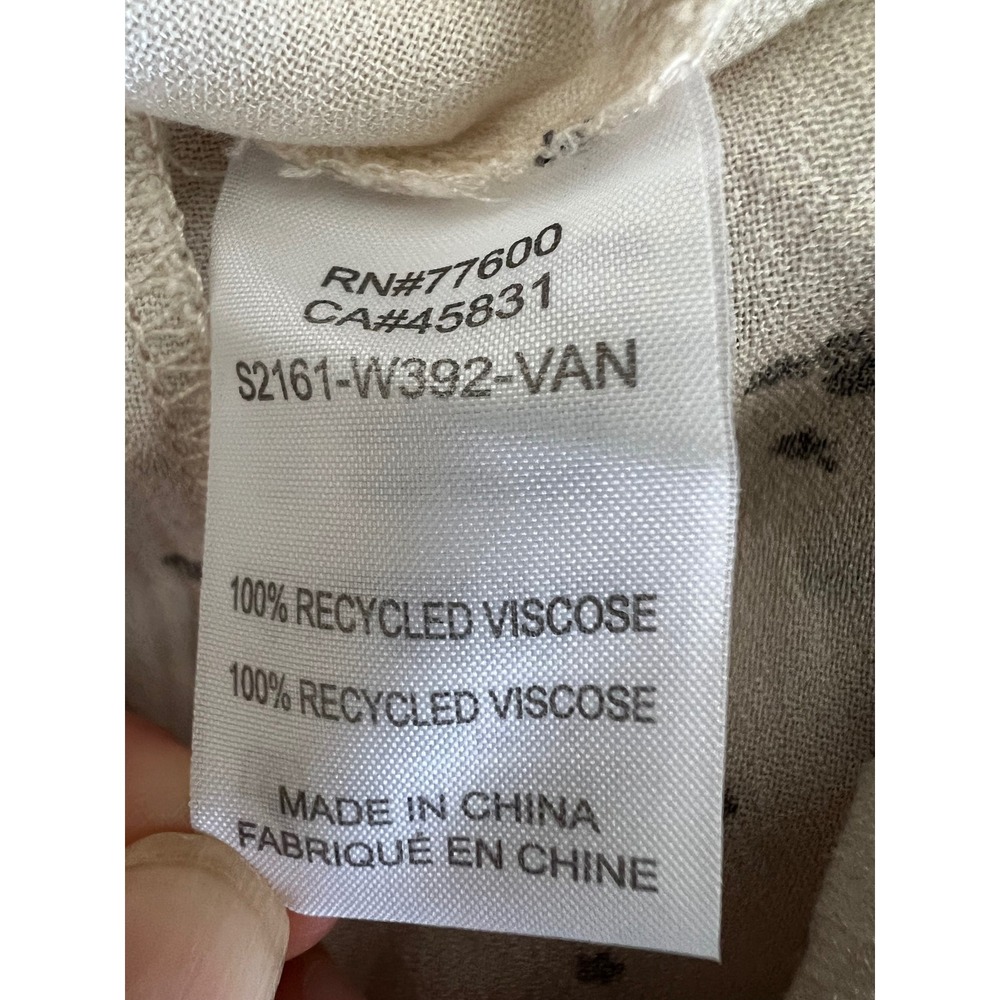 RN#77600
CA#45831
S2161-W392-VAN
100% RECYCLED VISCOSE
100% RECYCLED VISCOSE
MADE IN CHINA
FABRIQUÉ EN CHINE